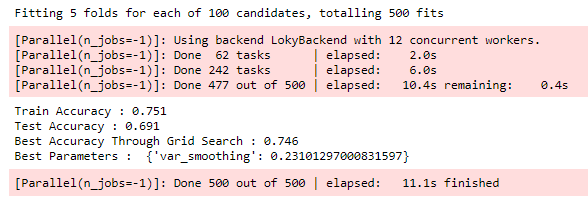 Fitting 5 folds for each of 100 candidates, totalling 500 fits
[Parallel(n_jobs=-1)]: Using backend LokyBackend with 12 concurrent workers.
[Parallel(n_jobs=-1)]: Done  62 tasks      | elapsed:    2.0s
[Parallel(n_jobs=-1)]: Done 242 tasks      | elapsed:    6.0s
[Parallel(n_jobs=-1)]: Done 477 out of 500 | elapsed:   10.4s remaining:    0.4s
Train Accuracy : 0.751
Test Accuracy : 0.691
Best Accuracy Through Grid Search : 0.746
Best Parameters :  {'var_smoothing': 0.23101297000831597}
[Parallel(n_jobs=-1)]: Done 500 out of 500 | elapsed:   11.1s finished